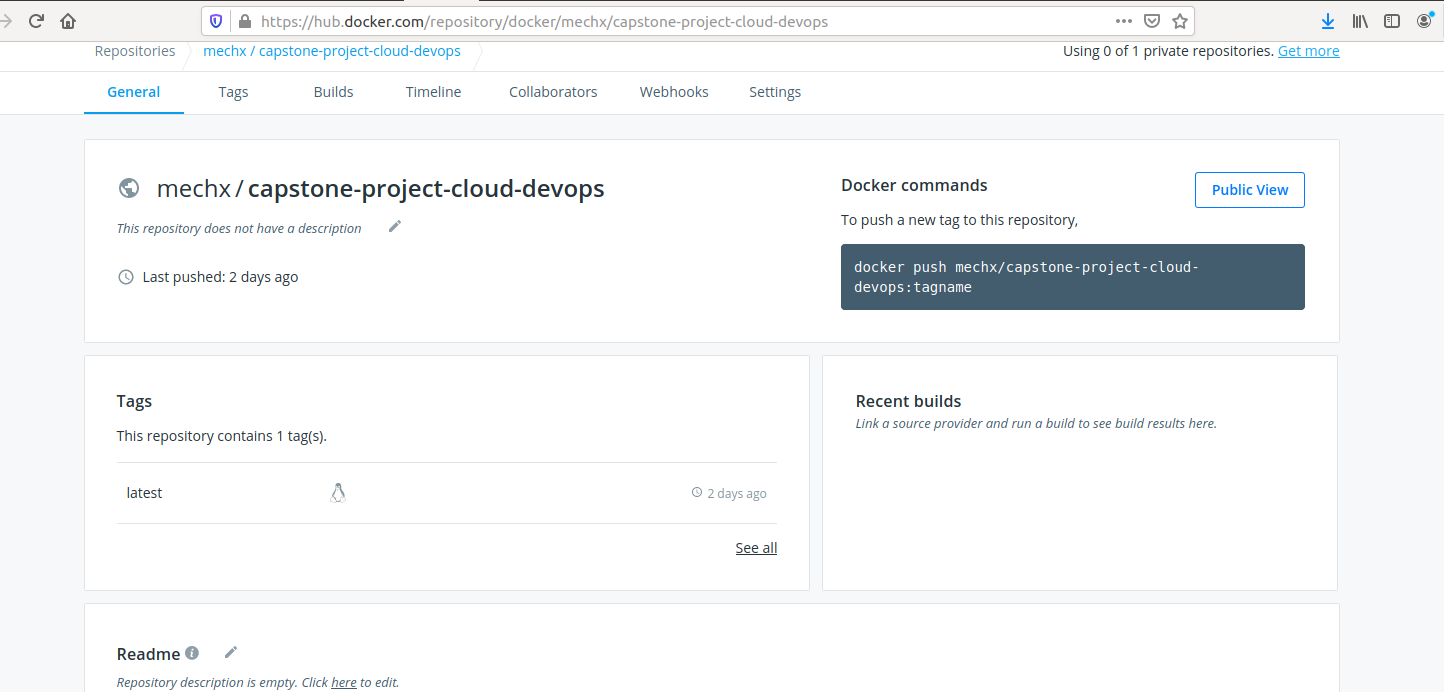 https://hub.docker.com/repository/docker/mechx/capstone-project-cloud-devops
Repositories mechx / capstone-project-cloud-devops Using 0 of 1 private repositories. Get more
General Tags Builds Timeline Collaborators Webhooks Settings
mechx / capstone-project-cloud-devops
This repository does not have a description
Last pushed: 2 days ago
Docker commands
Public View
To push a new tag to this repository,
docker push mechx/capstone-project-cloud-
devops:tagname
Tags
This repository contains 1 tag(s).
latest 2 days ago
See all
Recent builds
Link a source provider and run a build to see build results here.
Readme
Repository description is empty. Click here to edit.